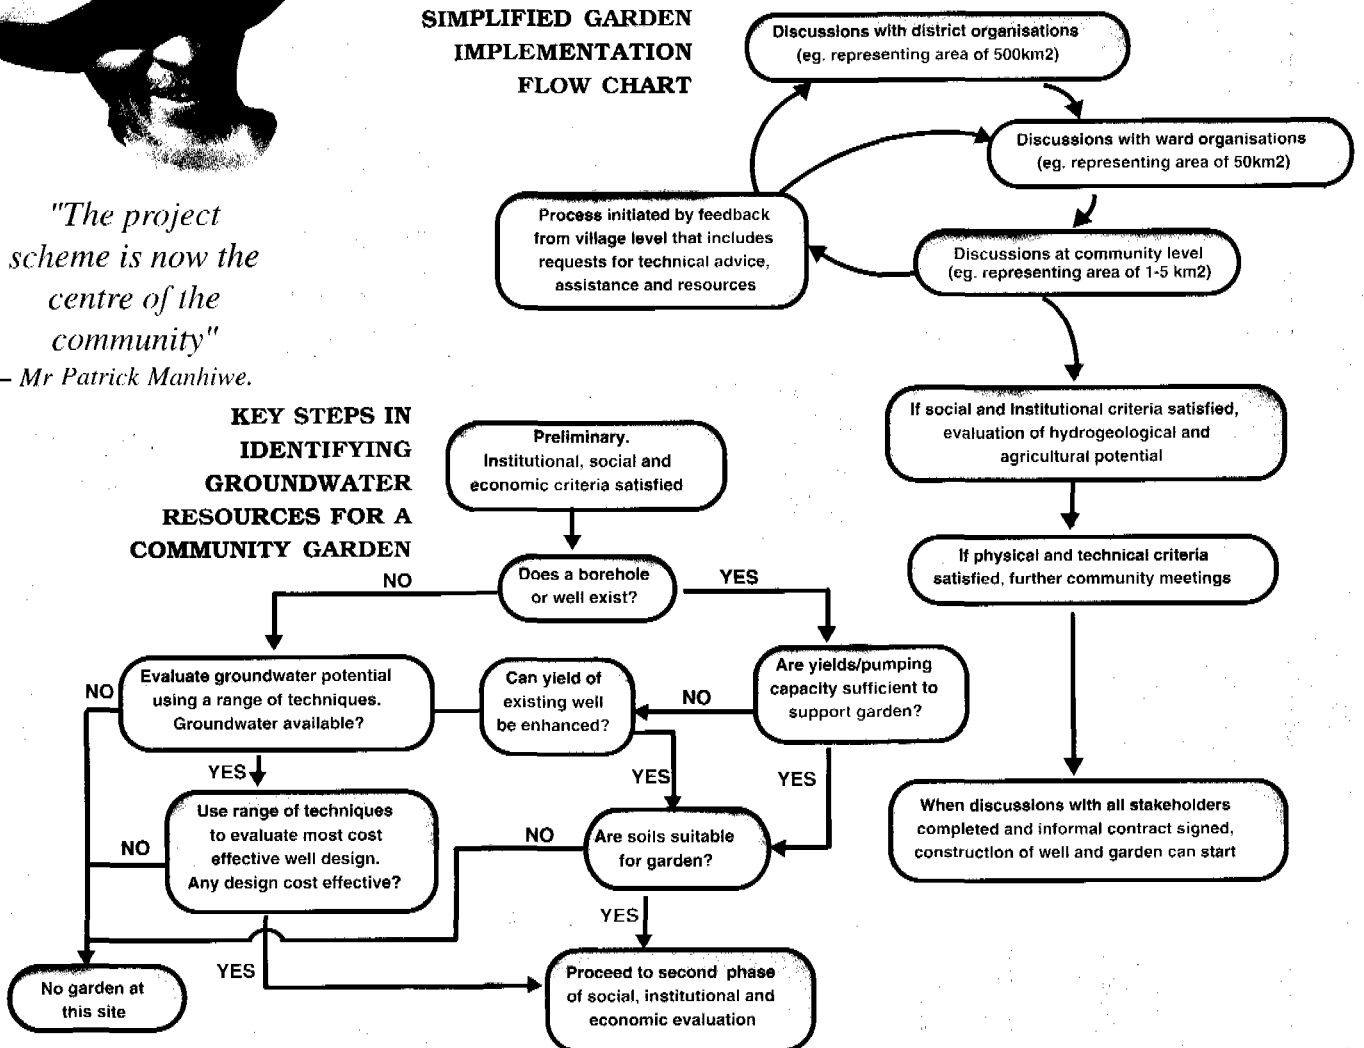 SIMPLIFIED GARDEN
IMPLEMENTATION
FLOW CHART
Discussions with district organisations
(eg. representing area of 500km2)
Discussions with ward organisations
(eg. representing area of 50km2)
Process initiated by feedback
from village level that includes
requests for technical advice,
assistance and resources
Discussions at community level
(eg. representing area of 1-5 km2)
If social and Institutional criteria satisfied,
evaluation of hydrogeological and
agricultural potential
If physical and technical criteria
satisfied, further community meetings
When discussions with all stakeholders
completed and informal contract signed,
construction of well and garden can start
"The project
scheme is now the
centre of the
community"
– Mr Patrick Manhiwe.
KEY STEPS IN
IDENTIFYING
GROUNDWATER
RESOURCES FOR A
COMMUNITY GARDEN
Preliminary.
Institutional, social and
economic criteria satisfied
Does a borehole
or well exist?
NO
YES
Evaluate groundwater potential
using a range of techniques.
Groundwater available?
NO
Can yield of
existing well
be enhanced?
NO
Are yields/pumping
capacity sufficient to
support garden?
YES
YES
YES
Use range of techniques
to evaluate most cost
effective well design.
Any design cost effective?
NO
NO
Are soils suitable
for garden?
YES
YES
No garden at
this site
Proceed to second phase
of social, institutional and
economic evaluation